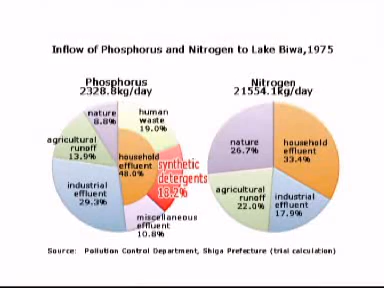 Inflow of Phosphorus and Nitrogen to Lake Biwa,1975
Phosphorus
2328.8kg/day
nature
8.8%
human
waste
19.0%
agricultural
runoff
13.9%
household
effluent
48.0%
synthetic
detergents
18.2%
industrial
effluent
29.3%
miscellaneous
effluent
10.8%
Nitrogen
21554.1kg/day
nature
26.7%
household
effluent
33.4%
agricultural
runoff
22.0%
industrial
effluent
17.9%
Source: Pollution Control Department, Shiga Prefecture (trial calculation)